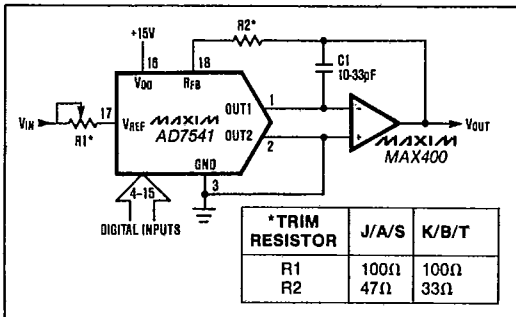 +15V
R2*
16
18
C1
10-33pF
VDD
RFB
VIN
R1*
17
VREF
MAXIM
AD7541
OUT1
1
OUT2
2
-
+
VOUT
MAXIM
MAX400
GND
3
4-15
DIGITAL INPUTS
*TRIM RESISTOR J/A/S K/B/T
R1 100Ω 100Ω
R2 47Ω 33Ω